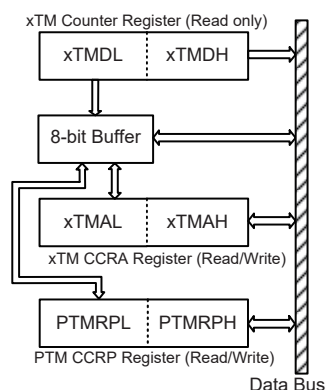 xTM Counter Register (Read only)
xTMDL xTMDH
8-bit Buffer
xTMAL xTMAH
xTM CCRA Register (Read/Write)
PTMRPL PTMRPH
PTM CCRP Register (Read/Write)
Data Bus